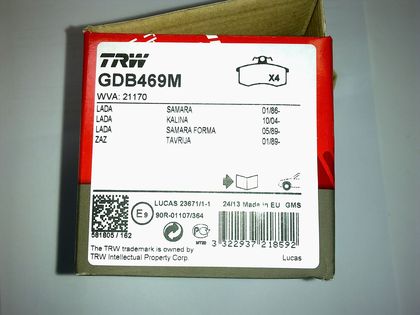 TRW
GDB469M
X4
WVA: 21170
LADA SAMARA 01/86-
LADA KALINA 10/04-
LADA SAMARA FORMA 05/89-
ZAZ TAVRIJA 01/89-
LUCAS 23671/1-1 24/13 Made in EU GMS
E9 90R-01107/364
581805 / 162
3 322937 218592
The TRW trademark is owned by
TRW Intellectual Property Corp. Lucas